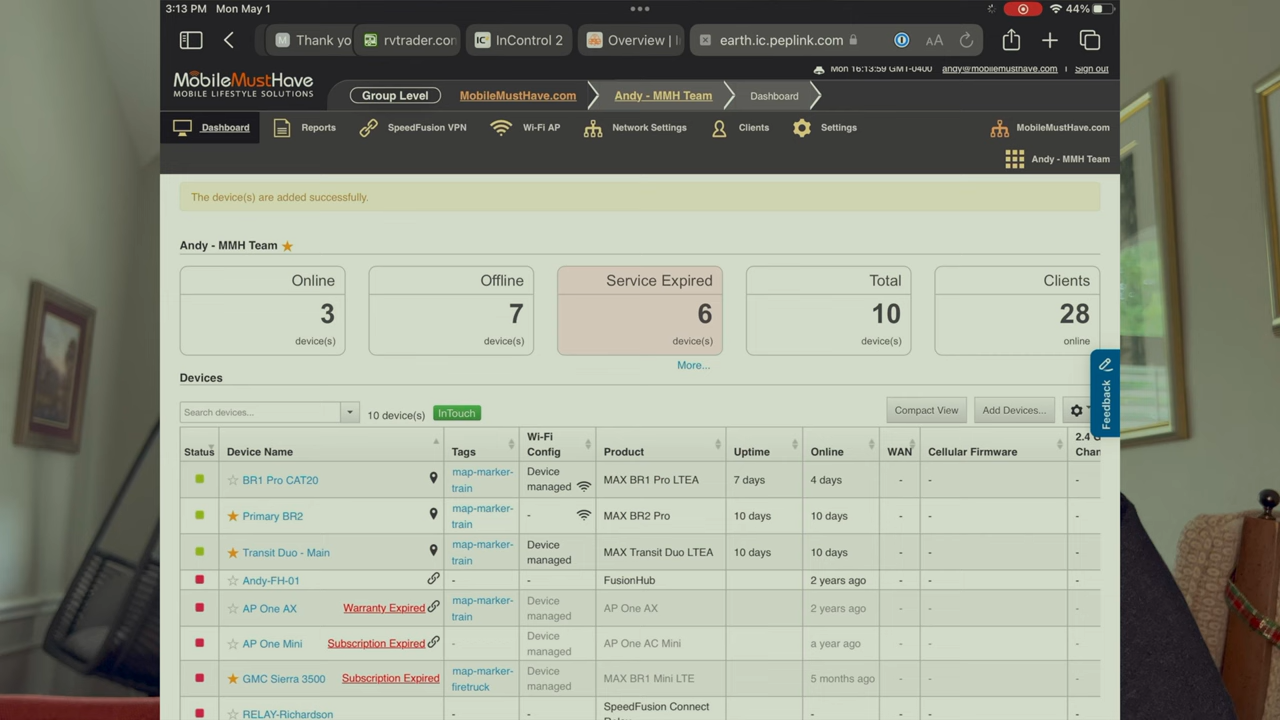 3:13 PM Mon May 1
44%
Thank yo
rvtrader.com
IC InControl 2
Overview |
earth.ic.peplink.com
AA
MobileMustHave
MOBILE LIFESTYLE SOLUTIONS
Mon 16:13:59 GMT-0400 andy@mobilemusthave.com | Sign out
Group Level MobileMustHave.com Andy - MMH Team Dashboard
Dashboard Reports SpeedFusion VPN Wi-Fi AP Network Settings Clients Settings MobileMustHave.com
Andy - MMH Team
The device(s) are added successfully.
Andy - MMH Team
Online Offline Service Expired Total Clients
3 7 6 10 28
device(s) device(s) device(s) device(s) online
More...
Feedback
Devices
Search devices... 10 device(s) InTouch Compact View Add Devices...
Status Device Name Tags Wi-Fi Config Product Uptime Online WAN Cellular Firmware 2.4 G Chan
BR1 Pro CAT20 map-marker-train Device managed MAX BR1 Pro LTEA 7 days 4 days - - -
Primary BR2 map-marker-train - MAX BR2 Pro 10 days 10 days - - -
Transit Duo - Main map-marker-train Device managed MAX Transit Duo LTEA 10 days 10 days - - -
Andy-FH-01 - - FusionHub 2 years ago - - -
AP One AX Warranty Expired map-marker-train Device managed AP One AX 2 years ago - - -
AP One Mini Subscription Expired - Device managed AP One AC Mini a year ago - - -
GMC Sierra 3500 Subscription Expired map-marker-firetruck Device managed MAX BR1 Mini LTE 5 months ago - - -
RELAY-Richardson - - SpeedFusion Connect - - - -